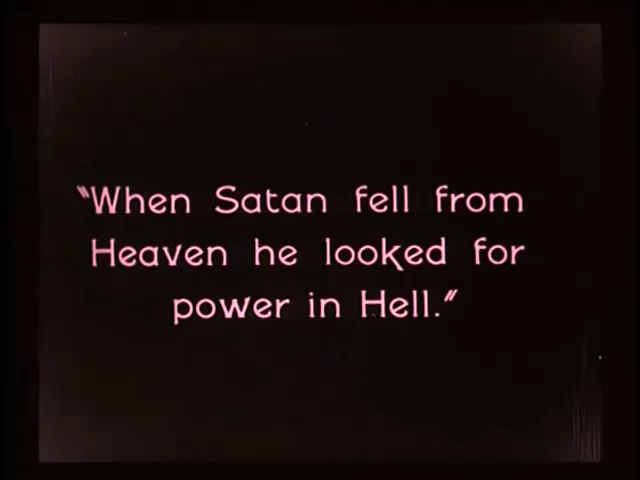 "When Satan fell from
Heaven he looked for
power in Hell."